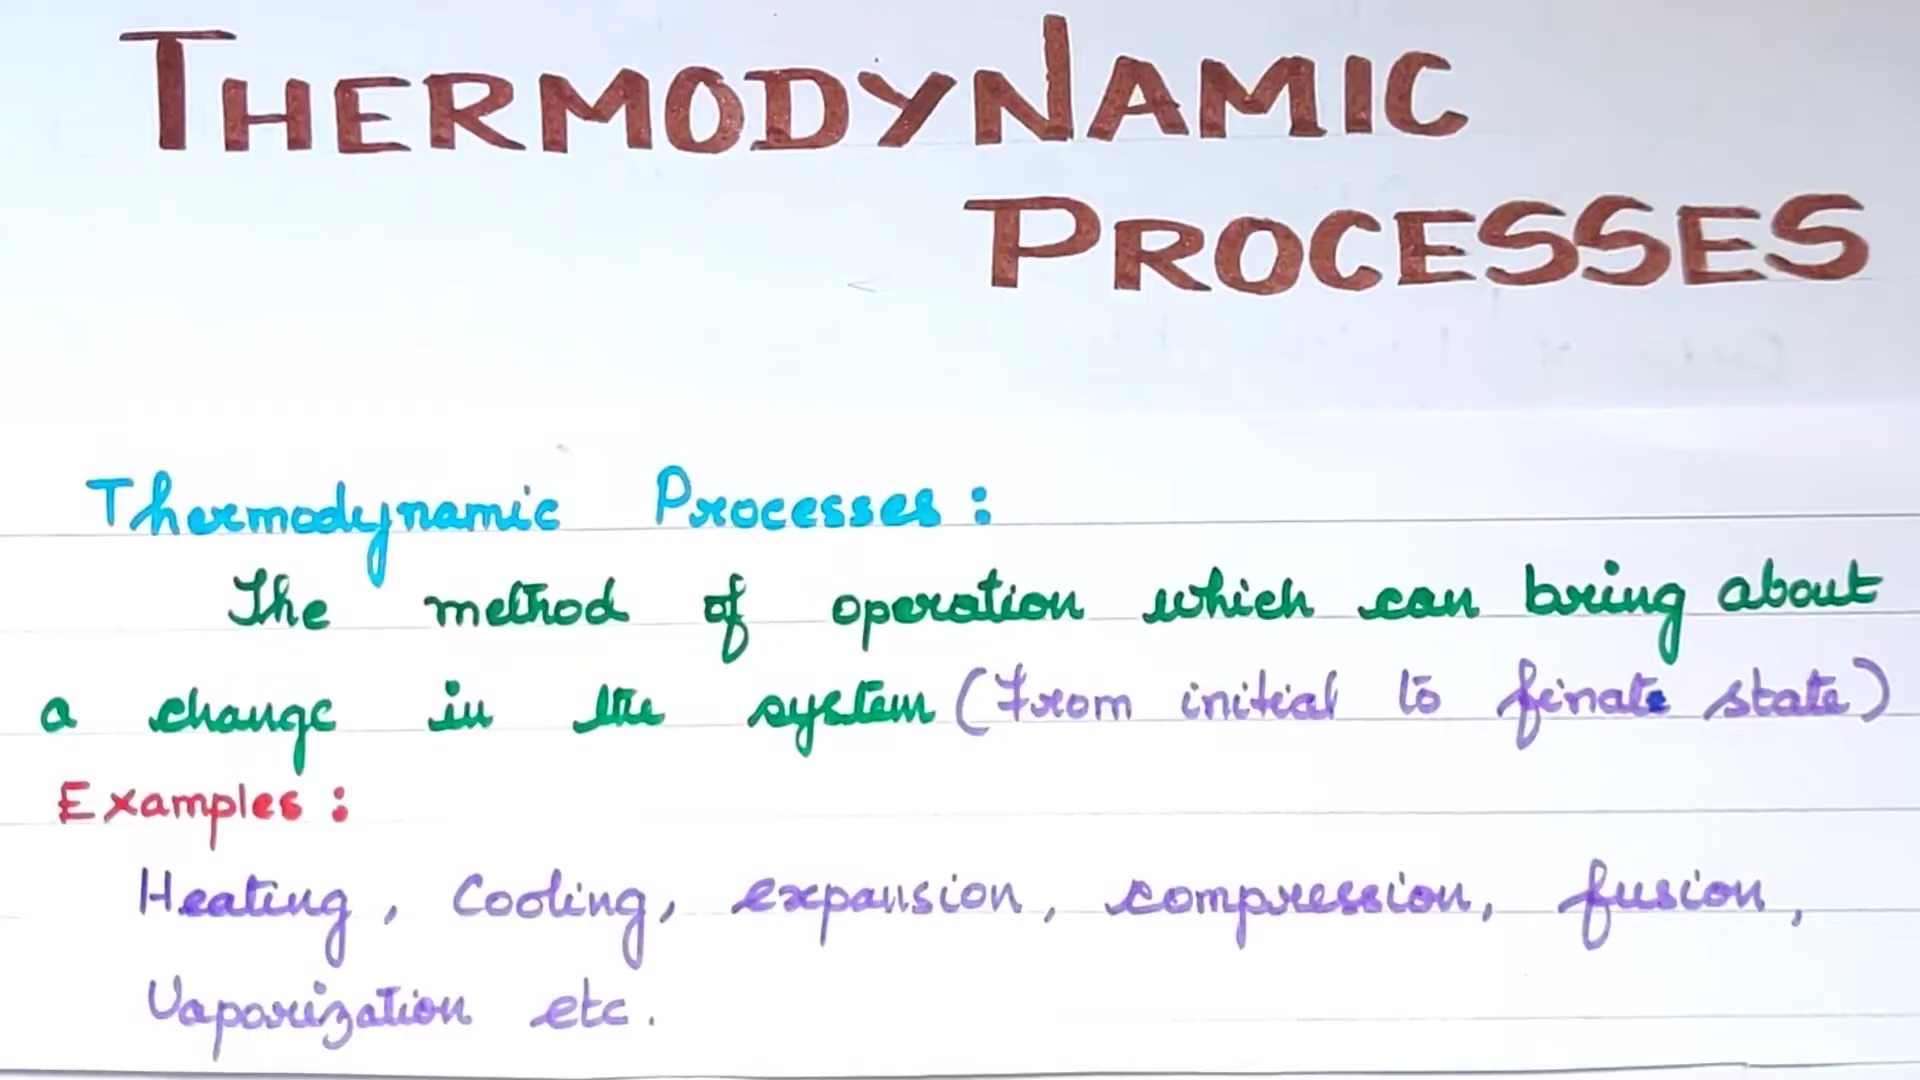 THERMODYNAMIC
PROCESSES
Thermodynamic Processes:
The method of operation which can bring about
a change in the system (From initial to final state)
Examples:
Heating, Cooling, expansion, compression, fusion,
Vaporization etc.